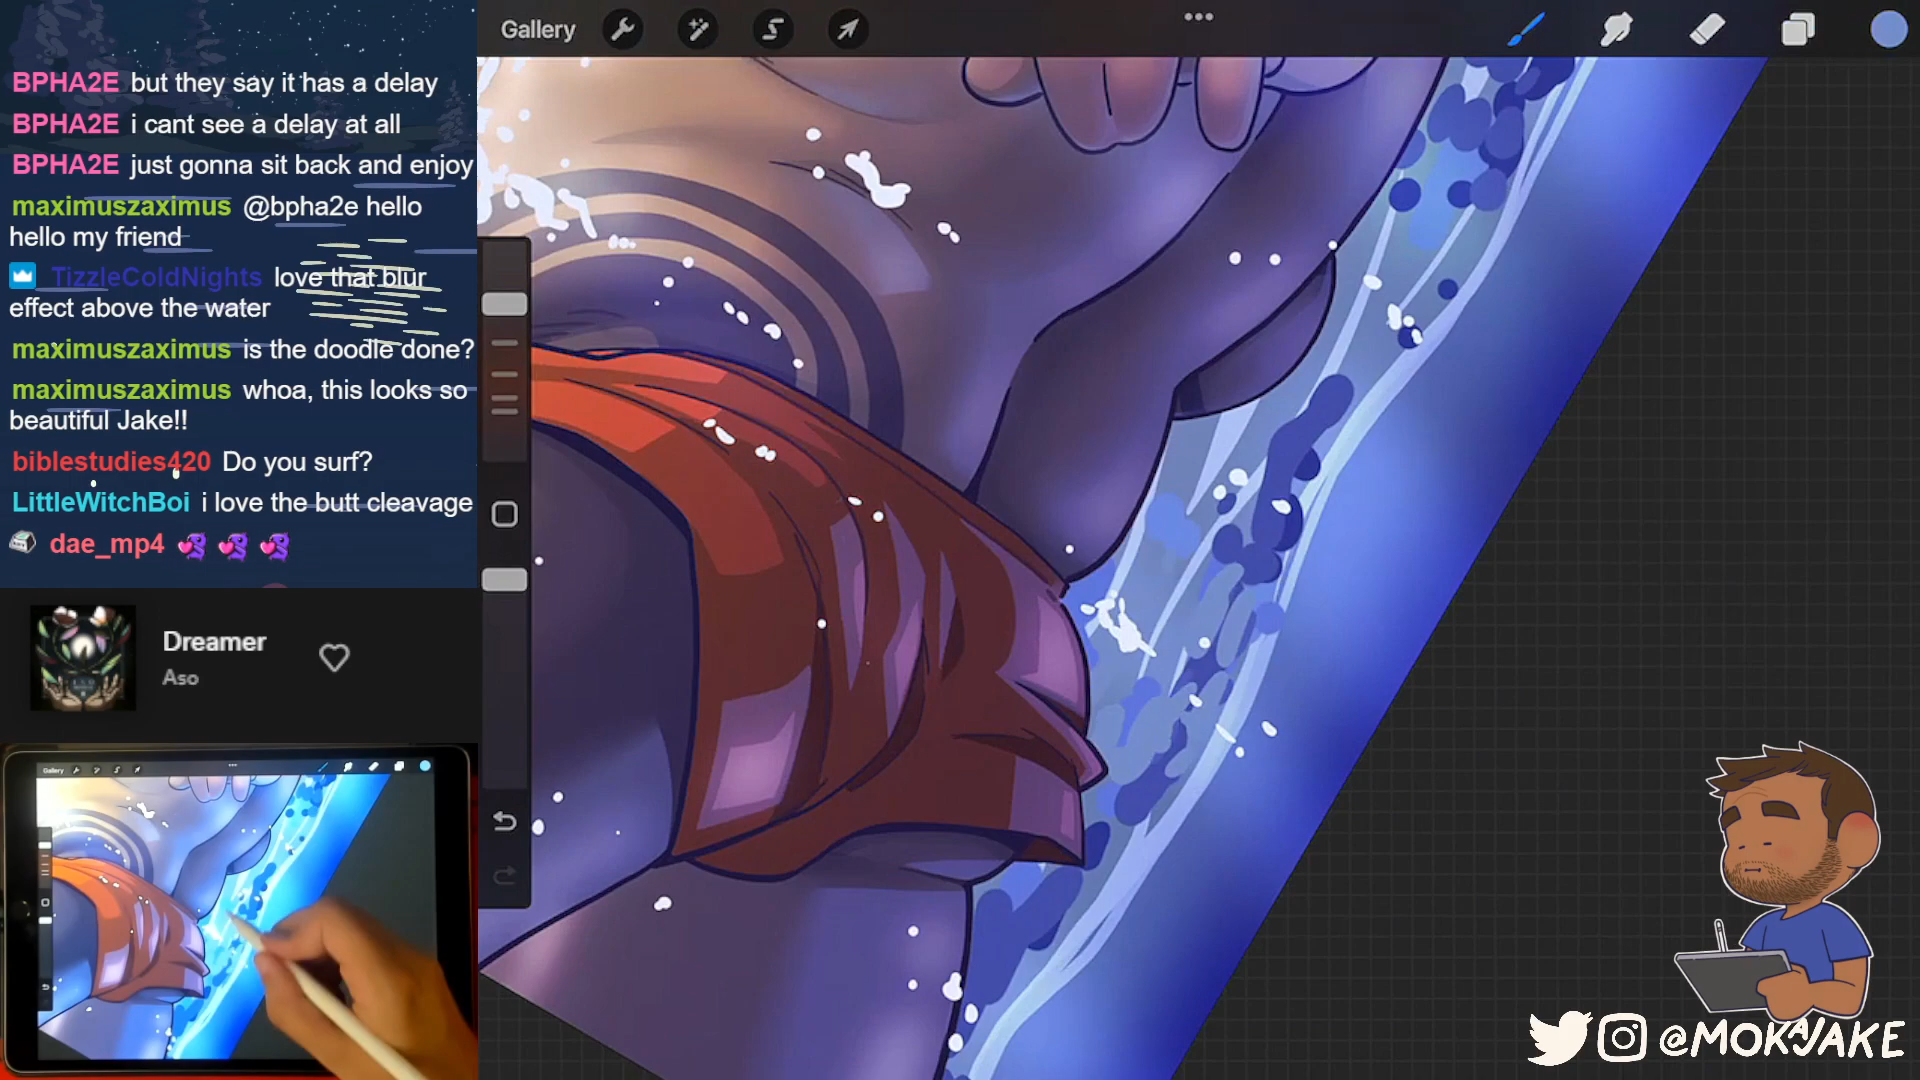 BPHA2E but they say it has a delay
BPHA2E i cant see a delay at all
BPHA2E just gonna sit back and enjoy
maximuszaximus @bpha2e hello
hello my friend
TizzleColdNights love that blur
effect above the water
maximuszaximus is the doodle done?
maximuszaximus whoa, this looks so
beautiful Jake!!
biblestudies420 Do you surf?
LittleWitchBoi i love the butt cleavage
dae_mp4
Dreamer
Aso
Gallery
Gallery
@MOKAJAKE